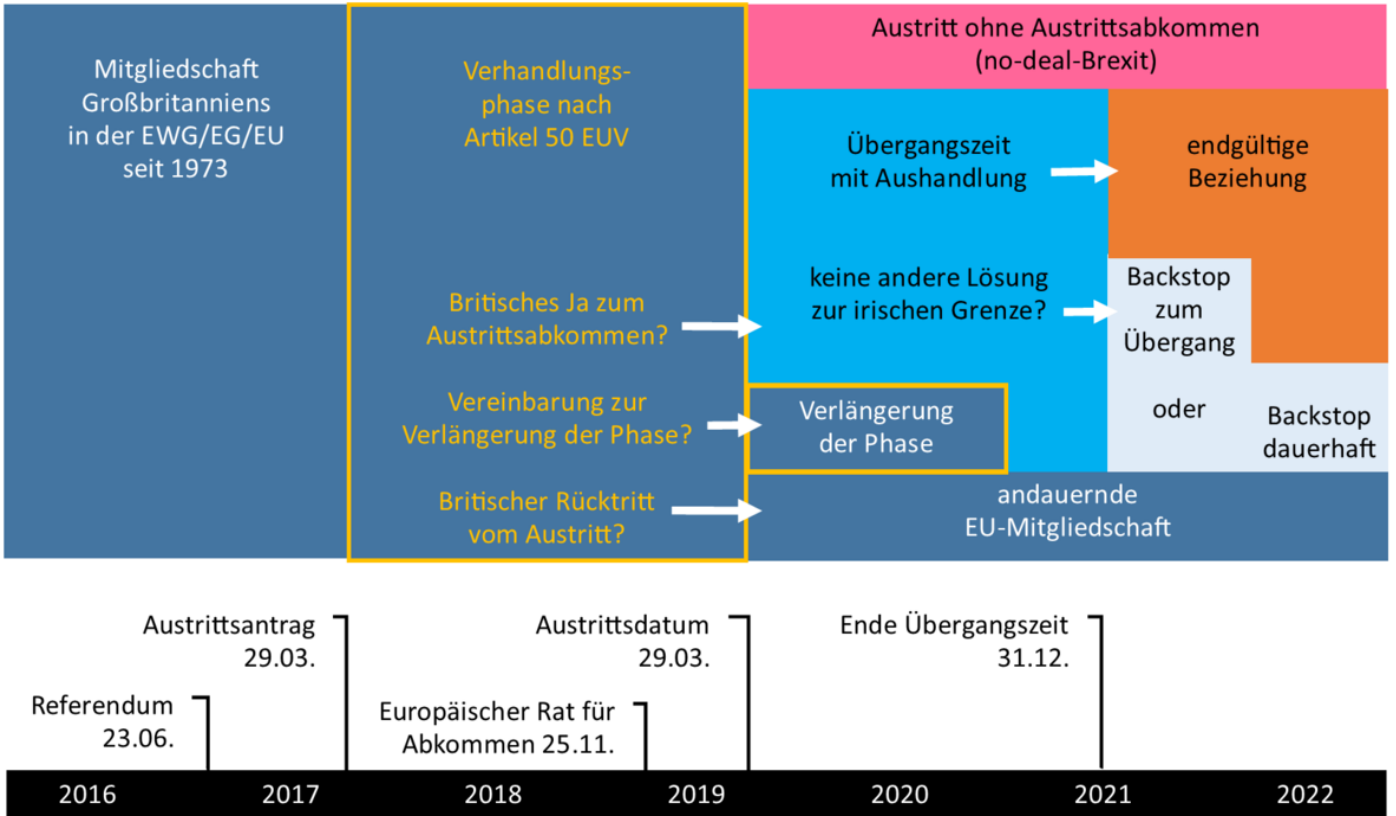 Mitgliedschaft
Großbritanniens
in der EWG/EG/EU
seit 1973
Verhandlungs-
phase nach
Artikel 50 EUV
Britisches Ja zum
Austrittsabkommen?
Vereinbarung zur
Verlängerung der Phase?
Britischer Rücktritt
vom Austritt?
Austritt ohne Austrittsabkommen
(no-deal-Brexit)
Übergangszeit
mit Aushandlung
endgültige
Beziehung
keine andere Lösung
zur irischen Grenze?
Backstop
zum
Übergang
oder
Backstop
dauerhaft
Verlängerung
der Phase
andauernde
EU-Mitgliedschaft
Austrittsantrag
29.03.
Austrittsdatum
29.03.
Ende Übergangszeit
31.12.
Referendum
23.06.
Europäischer Rat für
Abkommen 25.11.
2016 2017 2018 2019 2020 2021 2022